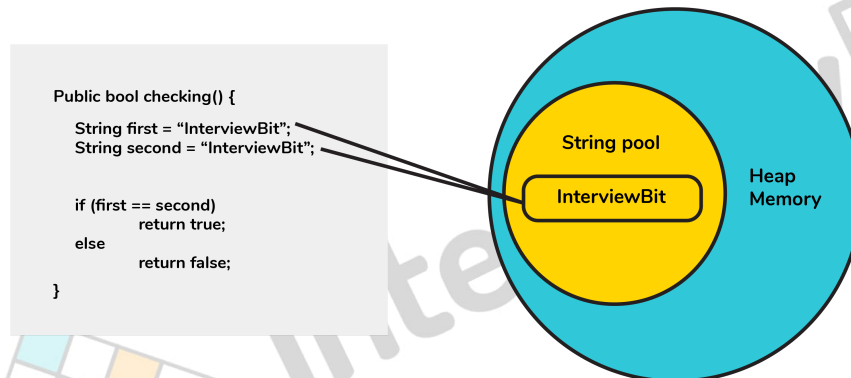 Public bool checking() {
String first = “InterviewBit”;
String second = “InterviewBit”;
if (first == second)
return true;
else
return false;
}
String pool
InterviewBit
Heap
Memory